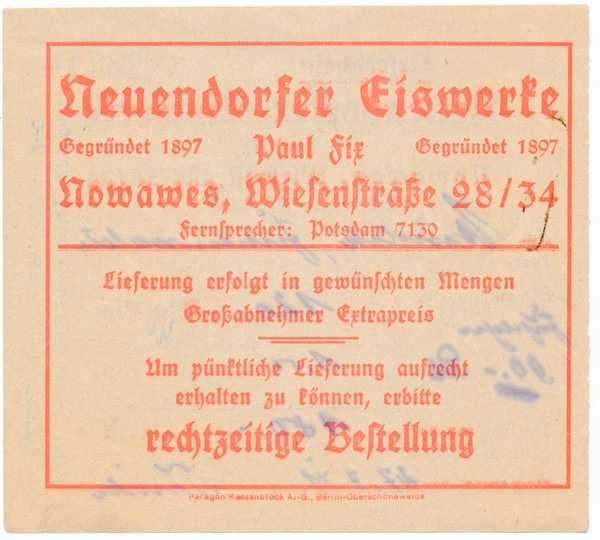 Neuendorfer Eiswerke
Gegründet 1897 Paul Fix Gegründet 1897
Nowawes, Wiesenstraße 28/34
Fernsprecher: Potsdam 7130
Lieferung erfolgt in gewünschten Mengen
Großabnehmer Extrapreis
Um pünktliche Lieferung aufrecht
erhalten zu können, erbitte
rechtzeitige Bestellung
Paragon Kassenblock A.-G., Berlin-Oberschöneweide